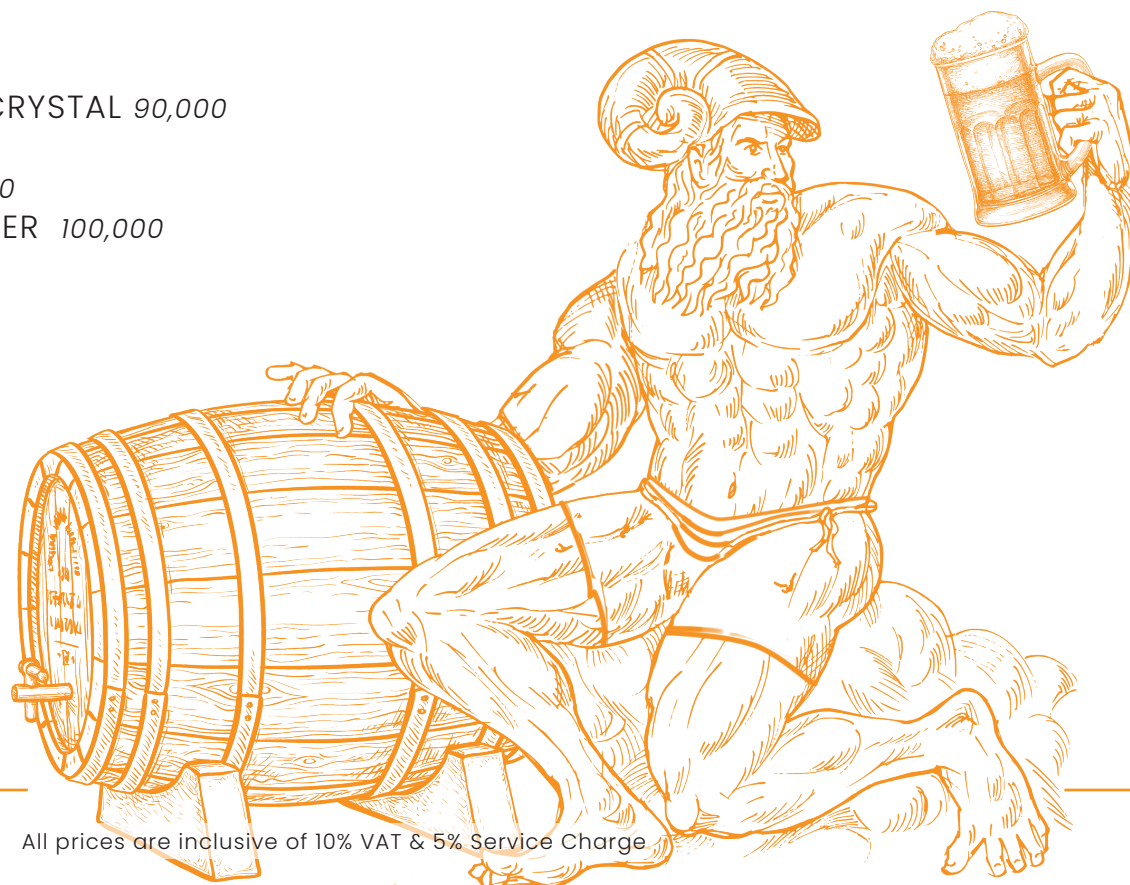 CRYSTAL 90,000
0
ER 100,000
All prices are inclusive of 10% VAT & 5% Service Charge